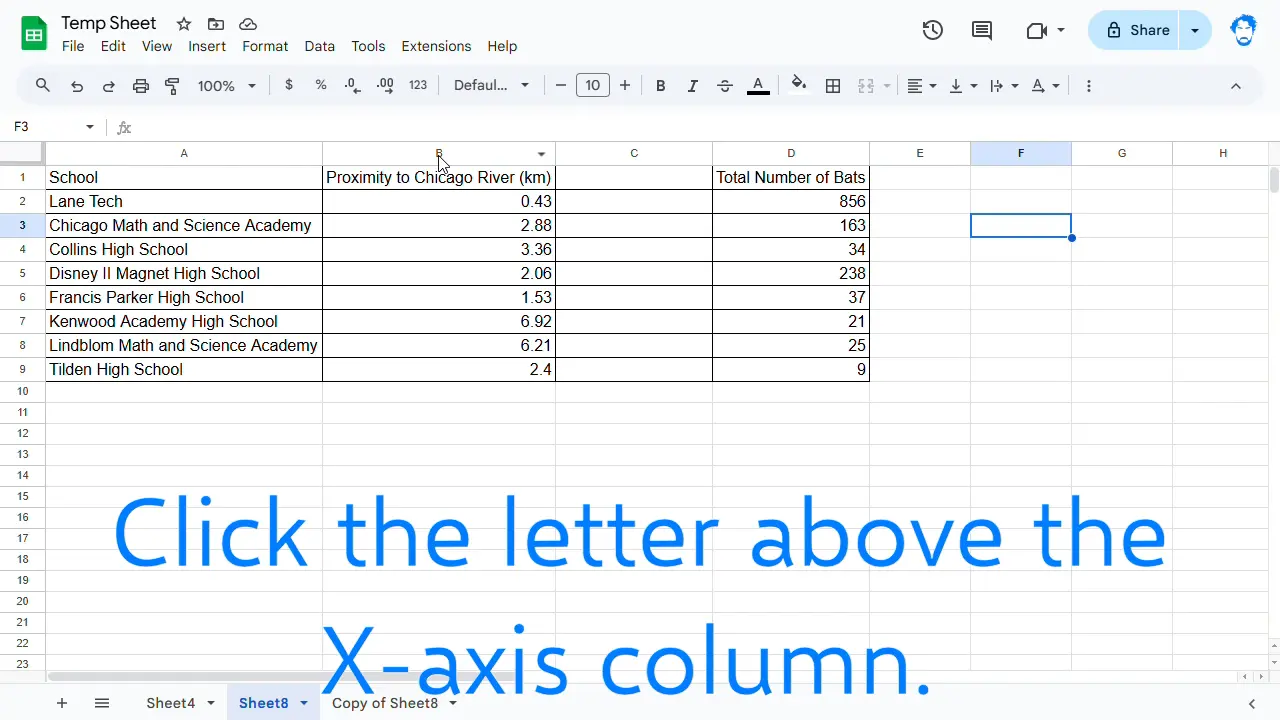 Temp Sheet
File Edit View Insert Format Data Tools Extensions Help
Share
100% $ % .0 .00 123 Defaul... 10 B I A A
F3 fx
A B C D E F G H
1 School Proximity to Chicago River (km) Total Number of Bats
2 Lane Tech 0.43 856
3 Chicago Math and Science Academy 2.88 163
4 Collins High School 3.36 34
5 Disney II Magnet High School 2.06 238
6 Francis Parker High School 1.53 37
7 Kenwood Academy High School 6.92 21
8 Lindblom Math and Science Academy 6.21 25
9 Tilden High School 2.4 9
10
11
12
13
14
15
16
17
18
19
20
21
22
23
Click the letter above the
X-axis column.
Sheet4 Sheet8 Copy of Sheet8